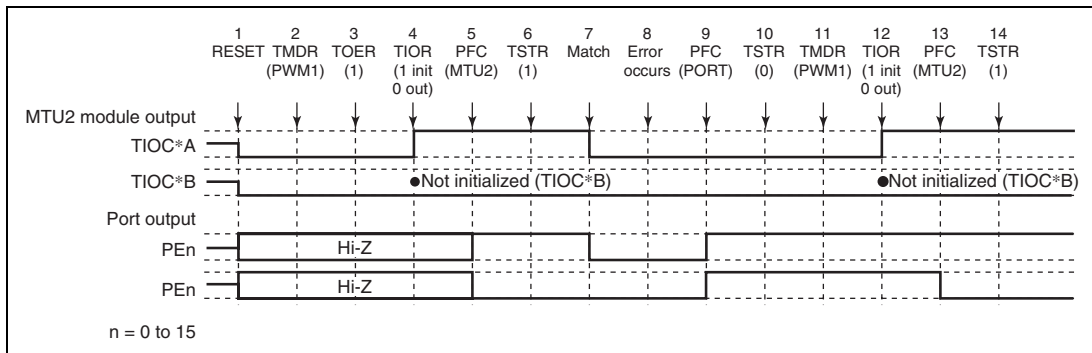 1 2 3 4 5 6 7 8 9 10 11 12 13 14
RESET TMDR TOER TIOR PFC TSTR Match Error PFC TSTR TMDR TIOR PFC TSTR
(PWM1) (1) (1 init (MTU2) (1) occurs (PORT) (0) (PWM1) (1 init (MTU2) (1)
0 out) 0 out)
MTU2 module output
TIOC*A
TIOC*B ●Not initialized (TIOC*B) ●Not initialized (TIOC*B)
Port output
PEn Hi-Z
PEn Hi-Z
n = 0 to 15